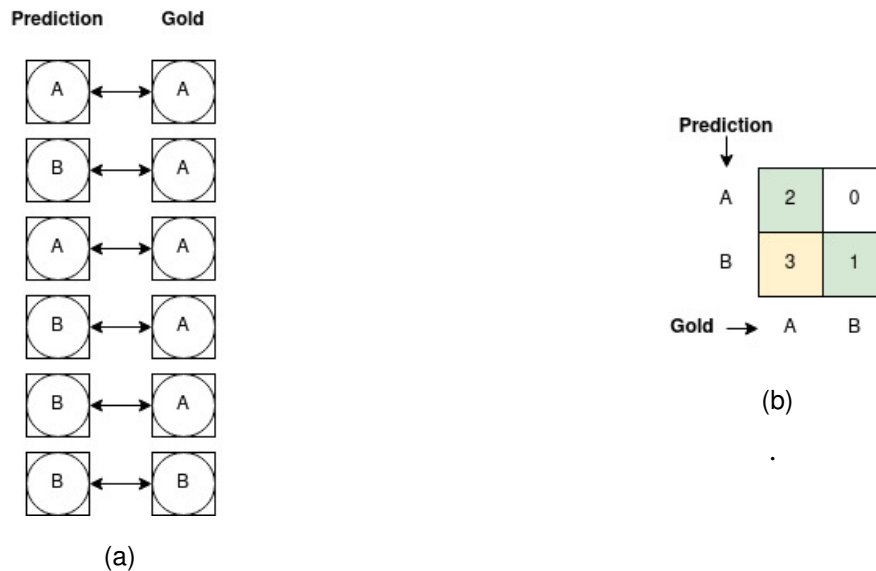 Prediction Gold
A A
B A
A A
B A
B A
B B
(a)
Prediction
A 2 0
B 3 1
Gold A B
(b)
.